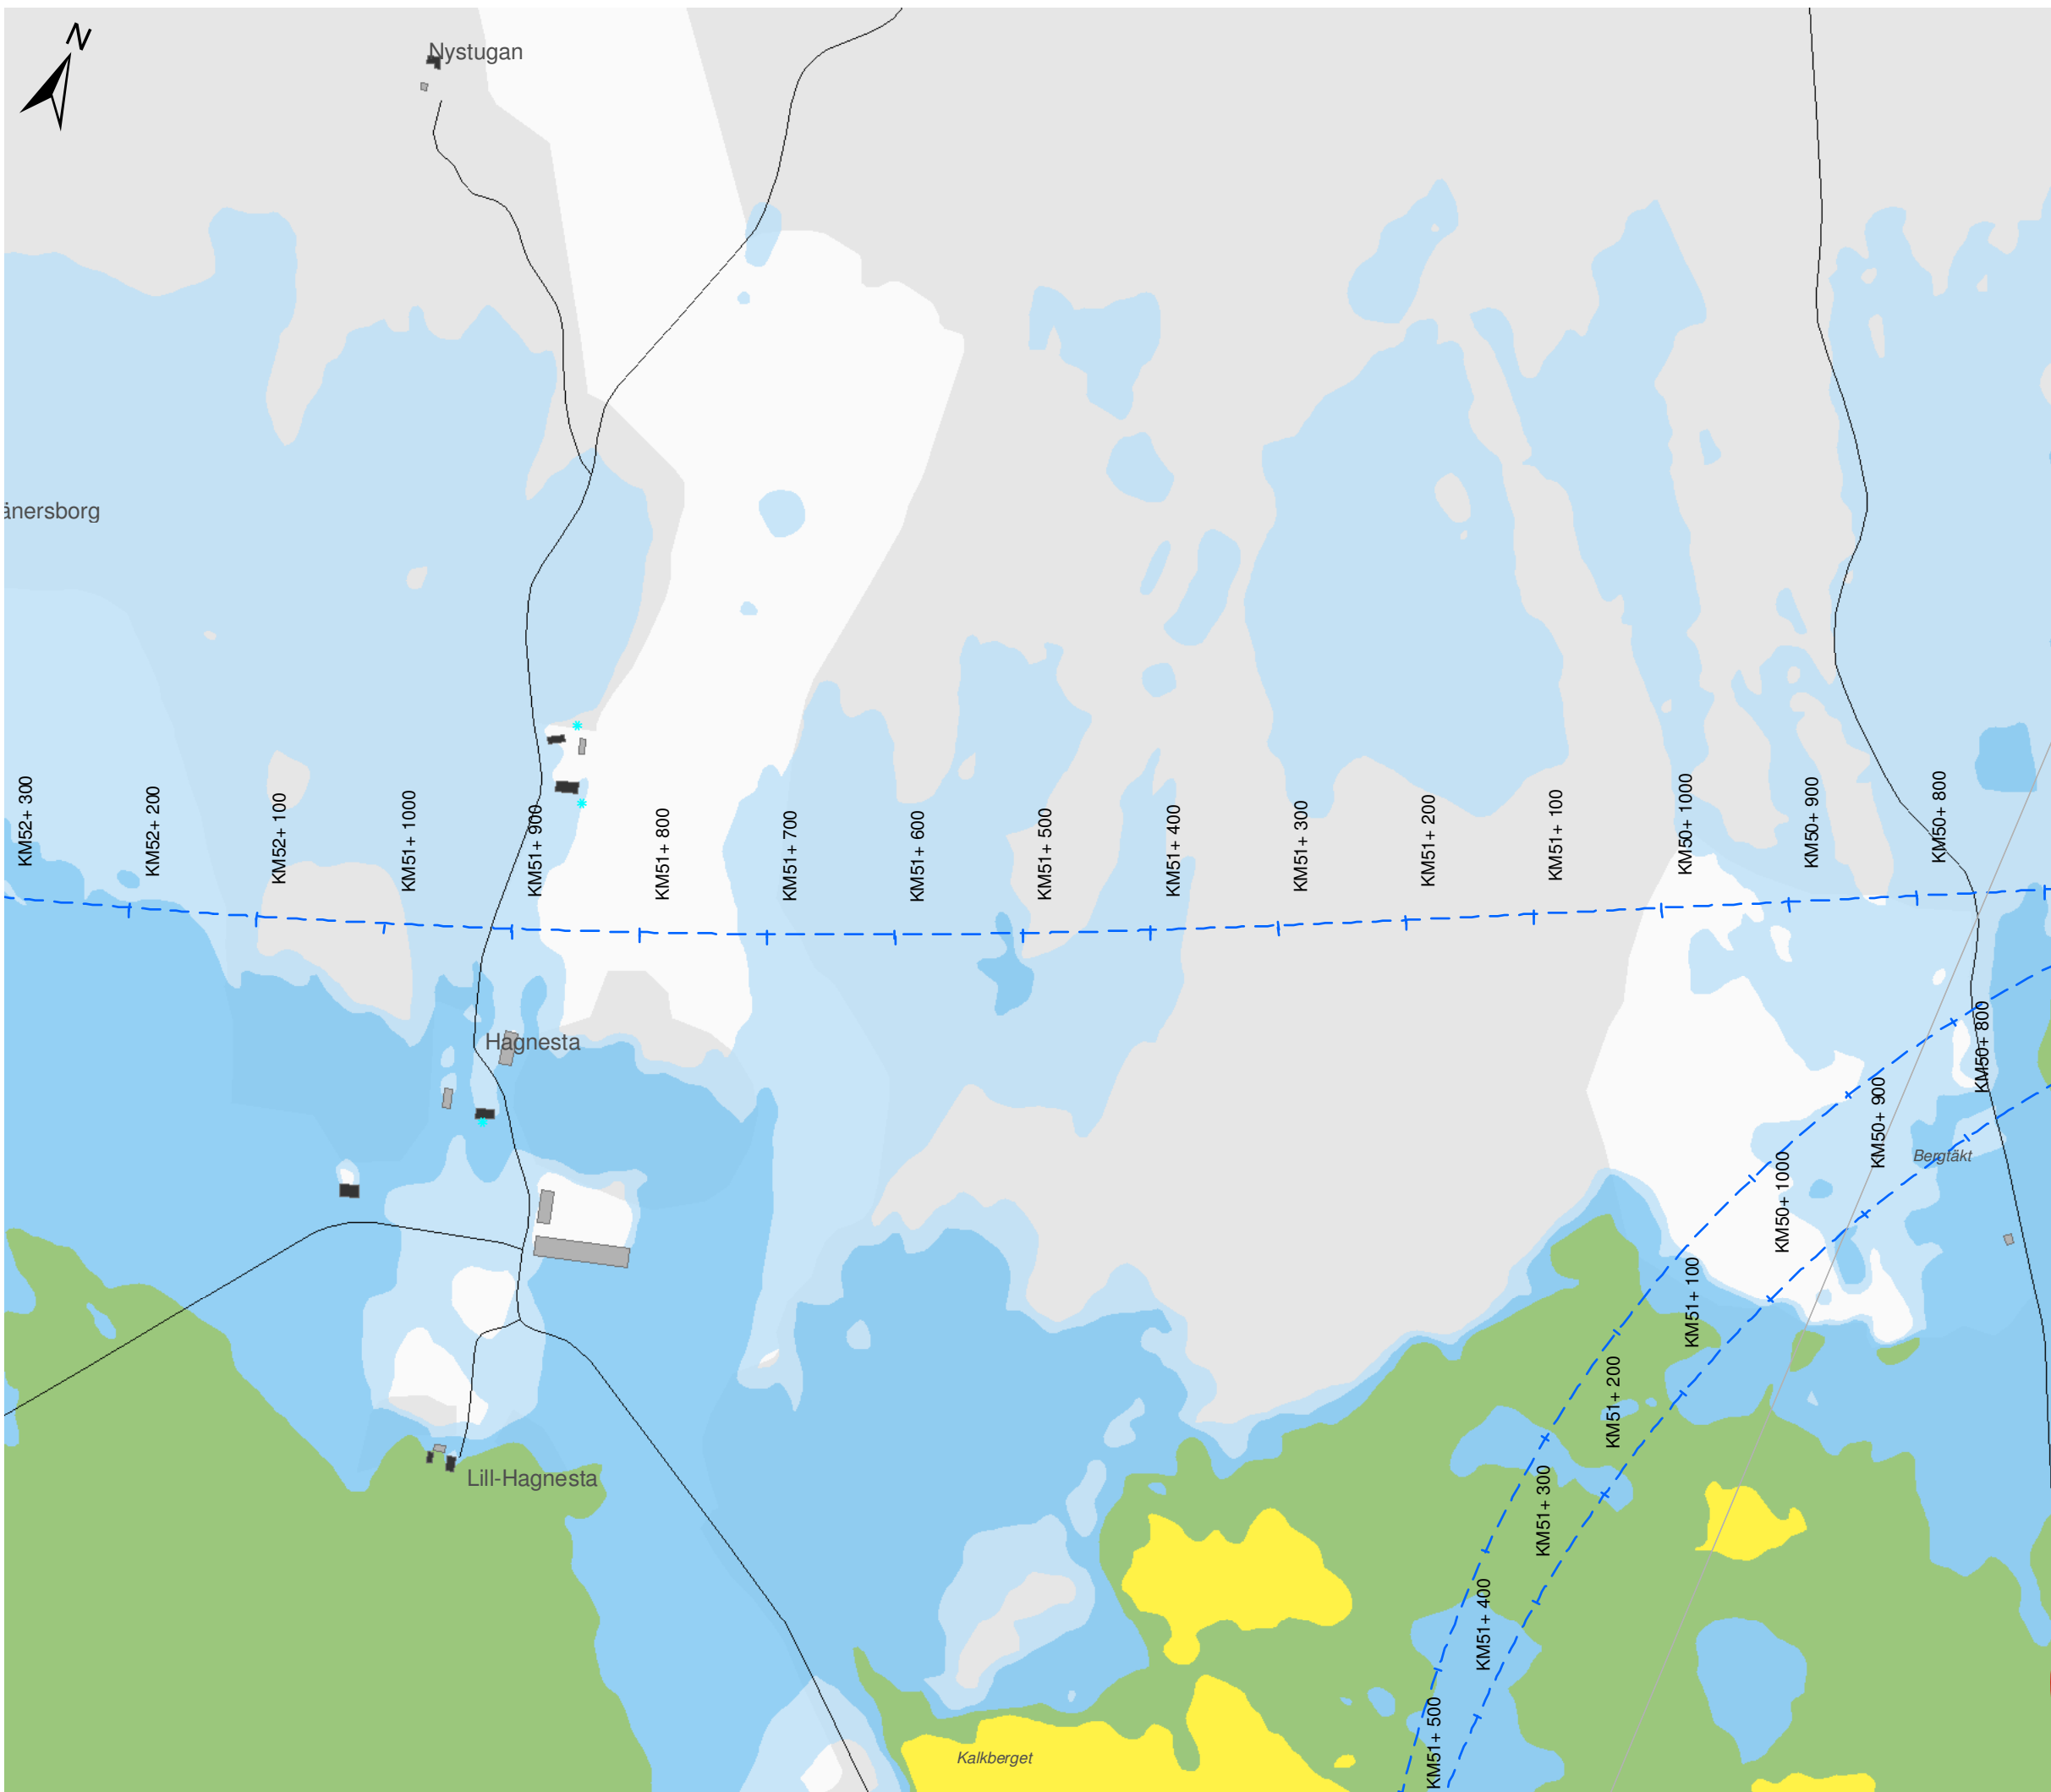 N
Nystugan
änersborg
KM52+ 300
KM52+ 200
KM52+ 100
KM51+ 1000
KM51+ 900
KM51+ 800
KM51+ 700
KM51+ 600
KM51+ 500
KM51+ 400
KM51+ 300
KM51+ 200
KM51+ 100
KM50+ 1000
KM50+ 900
KM50+ 800
Hagnesta
KM50+ 800
KM50+ 900
Bergtäkt
KM50+ 1000
KM51+ 100
KM51+ 200
Lill-Hagnesta
KM51+ 300
KM51+ 400
KM51+ 500
Kalkberget